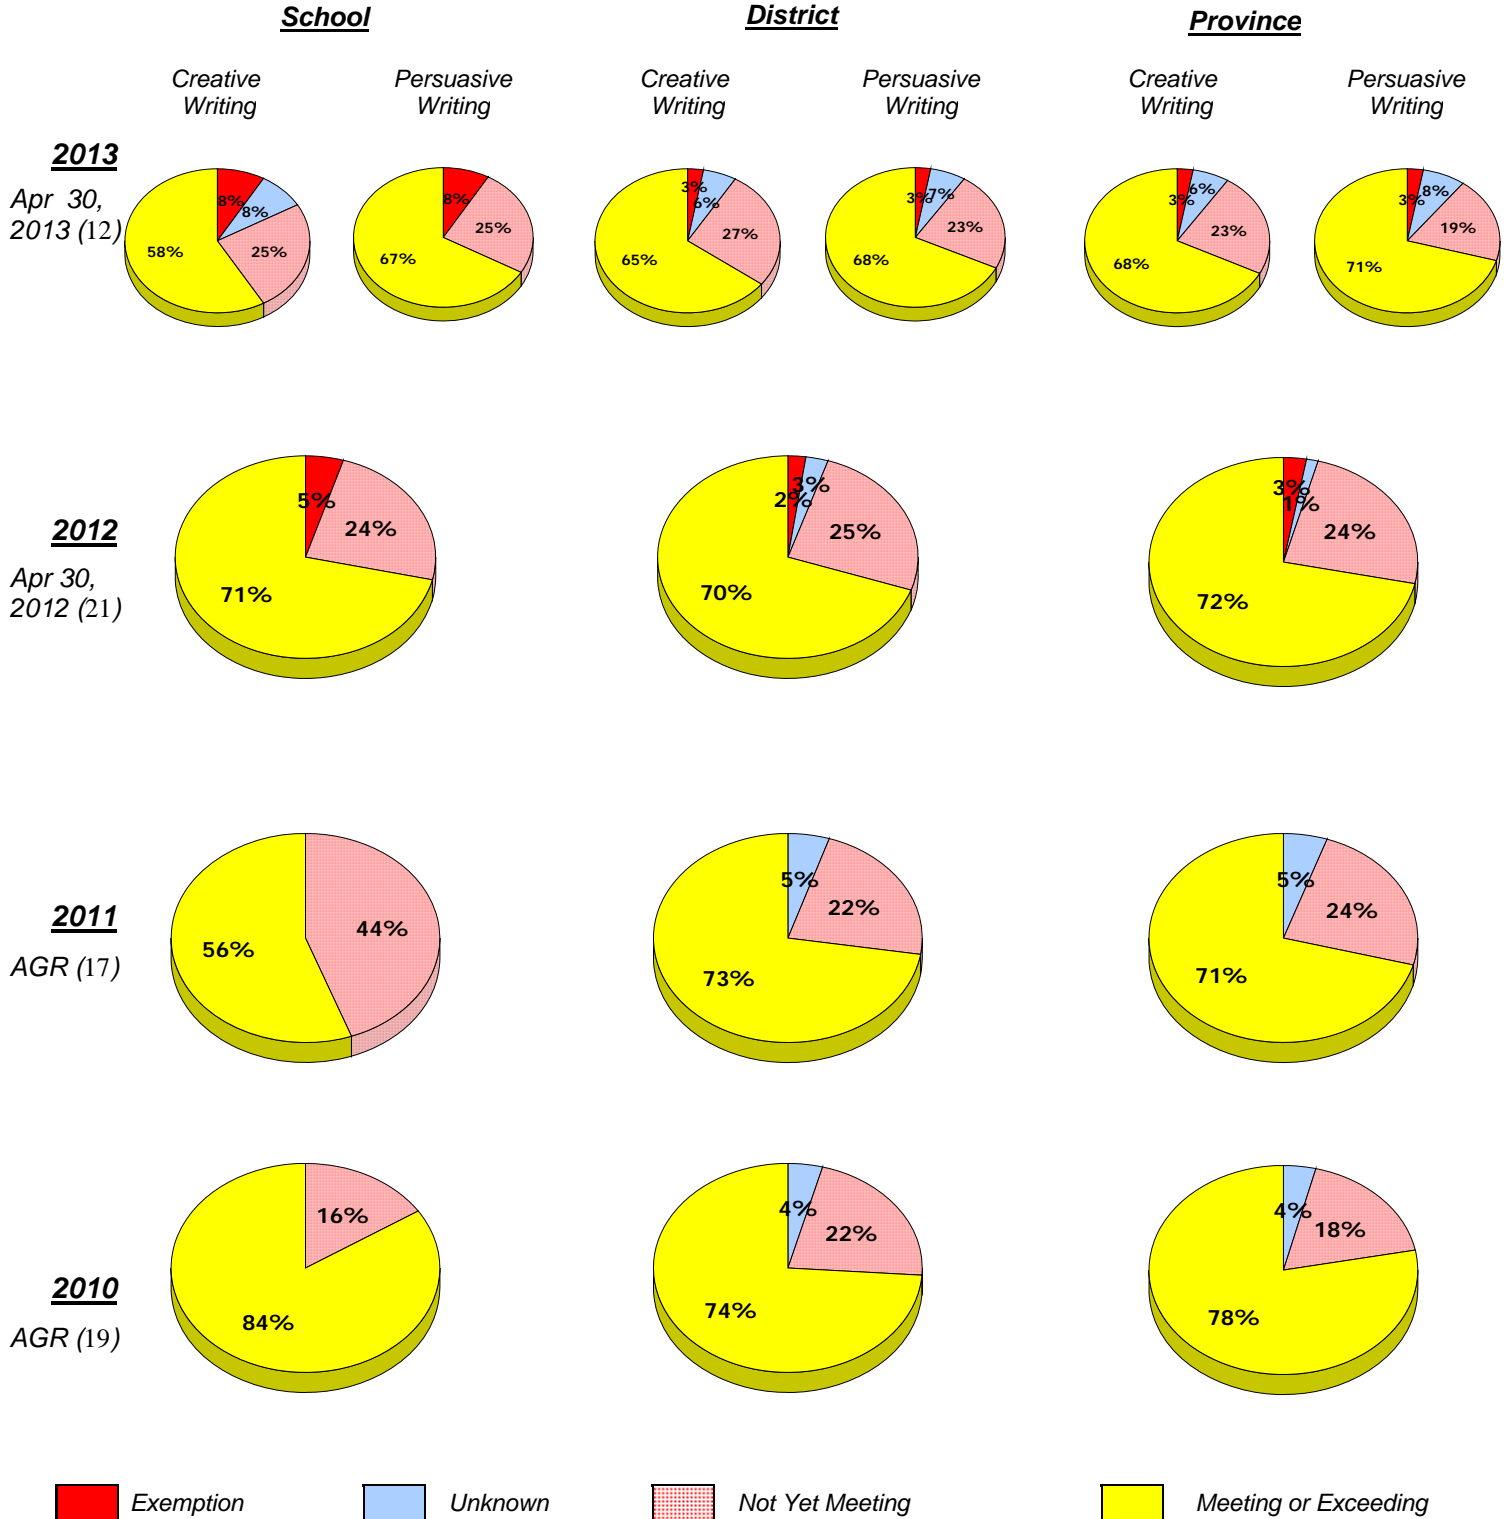 School District Province
Creative Writing Persuasive Writing Creative Writing Persuasive Writing Creative Writing Persuasive Writing
2013
Apr 30,
2013 (12)
8% 8% 25% 58%
8% 25% 67%
3% 6% 27% 65%
3% 7% 23% 68%
3% 6% 23% 68%
3% 8% 19% 71%
2012
Apr 30,
2012 (21)
5% 24% 71%
2% 3% 25% 70%
3% 1% 24% 72%
2011
AGR (17)
44% 56%
5% 22% 73%
5% 24% 71%
2010
AGR (19)
16% 84%
4% 22% 74%
4% 18% 78%
Exemption Unknown Not Yet Meeting Meeting or Exceeding